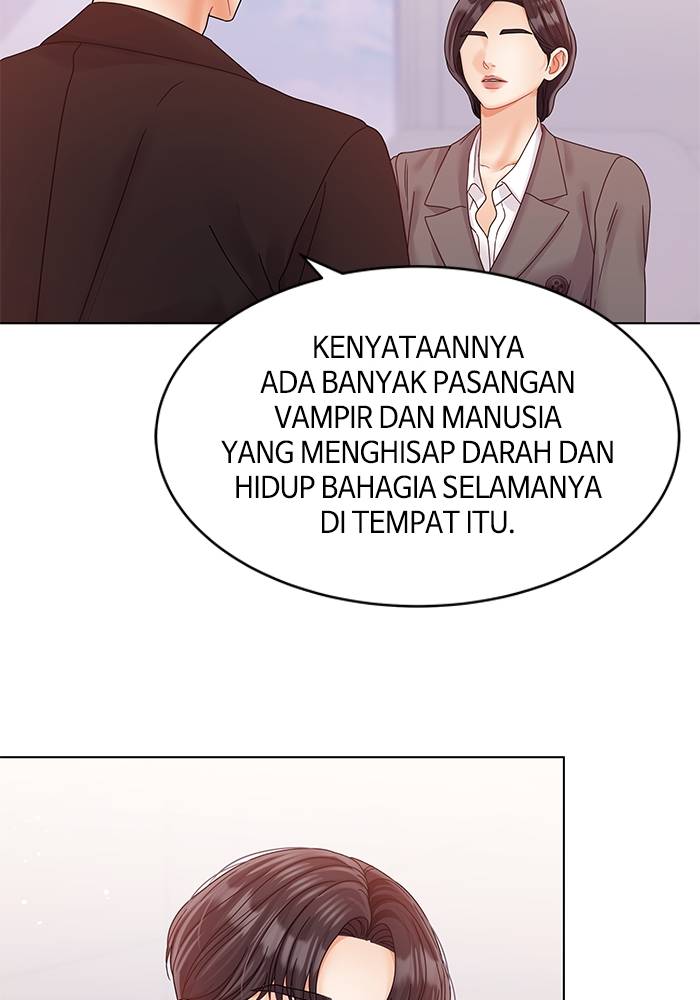 KENYATAANNYA
ADA BANYAK PASANGAN
VAMPIR DAN MANUSIA
YANG MENGHISAP DARAH DAN
HIDUP BAHAGIA SELAMANYA
DI TEMPAT ITU.